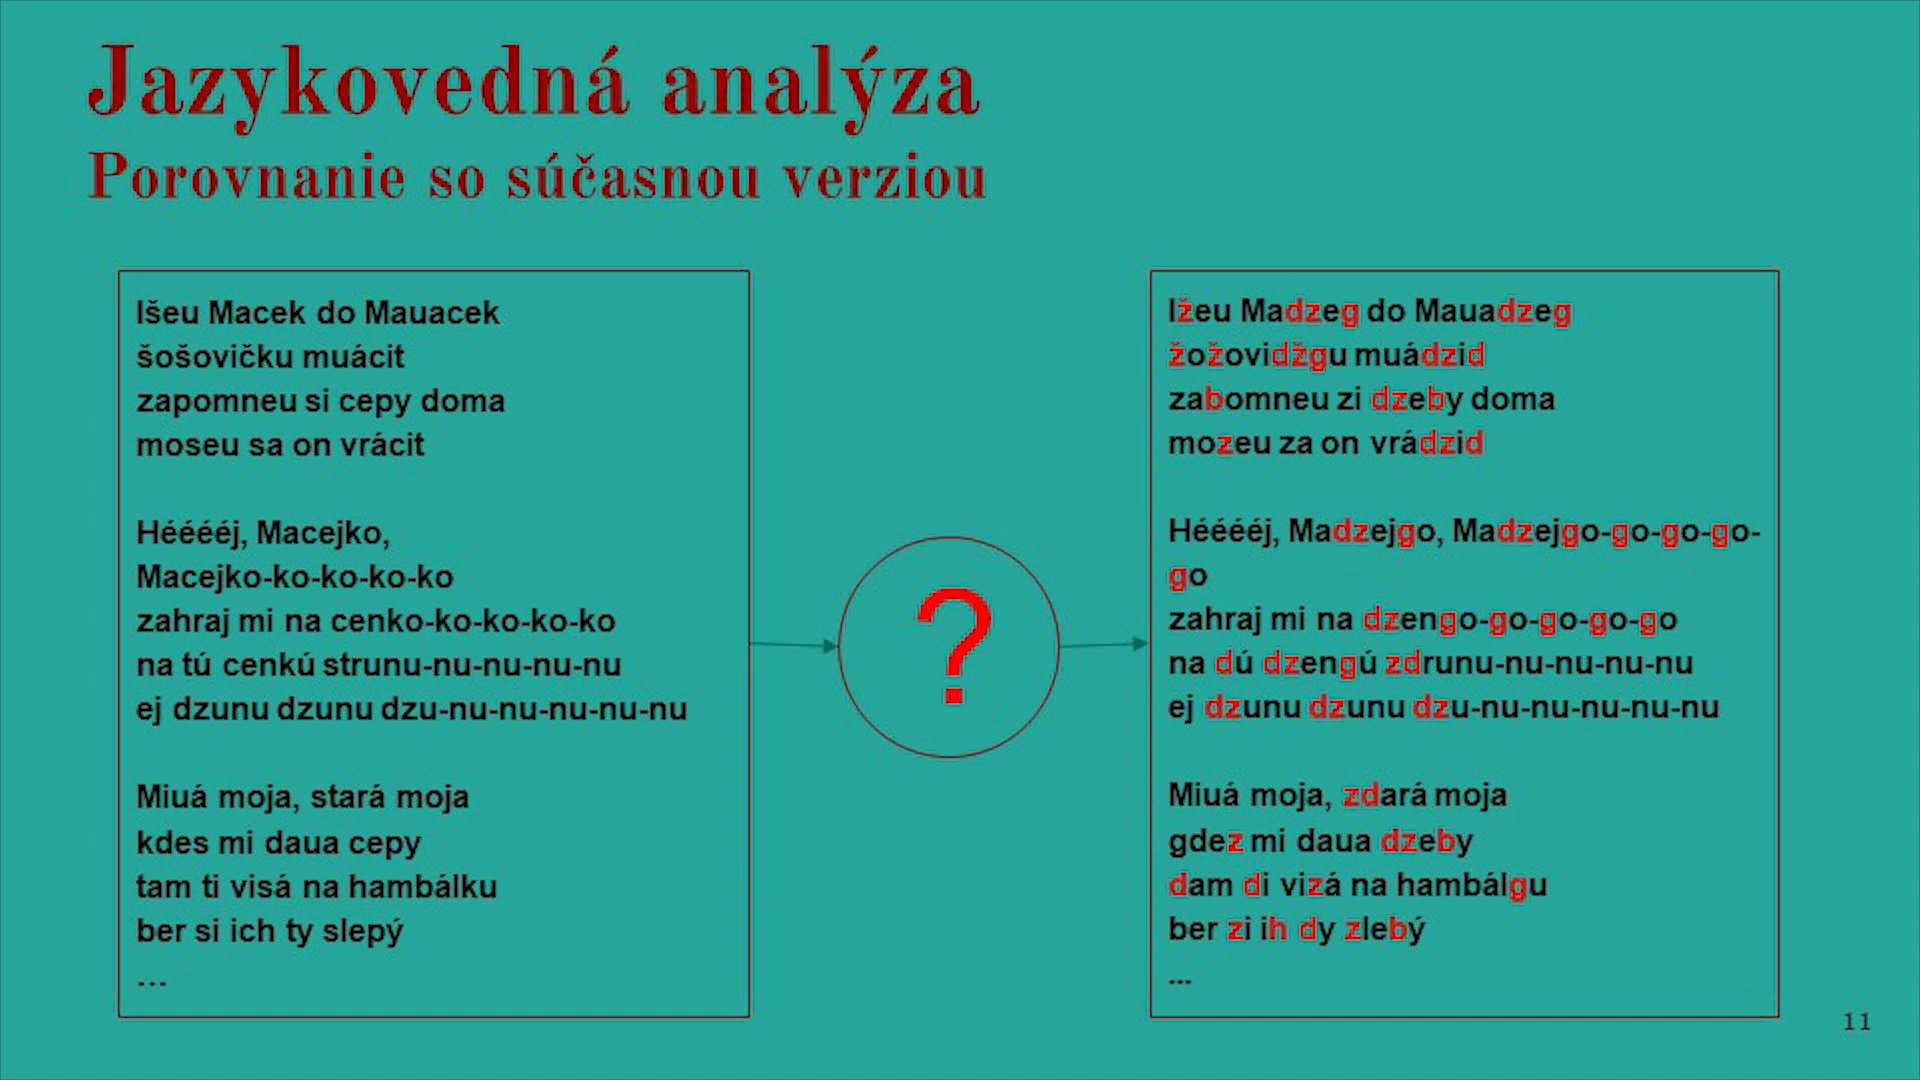 Jazykovedná analýza
Porovnanie so súčasnou verziou
Išeu Macek do Mauacek
šošovičku muácit
zapomneu si cepy doma
moseu sa on vrácit
Hééééj, Macejko,
Macejko-ko-ko-ko-ko
zahraj mi na cenko-ko-ko-ko-ko
na tú cenkú strunu-nu-nu-nu-nu
ej dzunu dzunu dzu-nu-nu-nu-nu-nu
Miuá moja, stará moja
kdes mi daua cepy
tam ti visá na hambálku
ber si ich ty slepý
...
?
Ižeu Madzeg do Mauadzeg
žožovidžgu muádzid
zabomneu zi dzeby doma
mozeu za on vrádzid
Hééééj, Madzejgo, Madzejgo-go-go-go-
go
zahraj mi na dzengo-go-go-go-go
na dú dzengú zdrunu-nu-nu-nu-nu
ej dzunu dzunu dzu-nu-nu-nu-nu-nu
Miuá moja, zdará moja
gdez mi daua dzeby
dam di vizá na hambálgu
ber zi ih dy zlebý
...
11